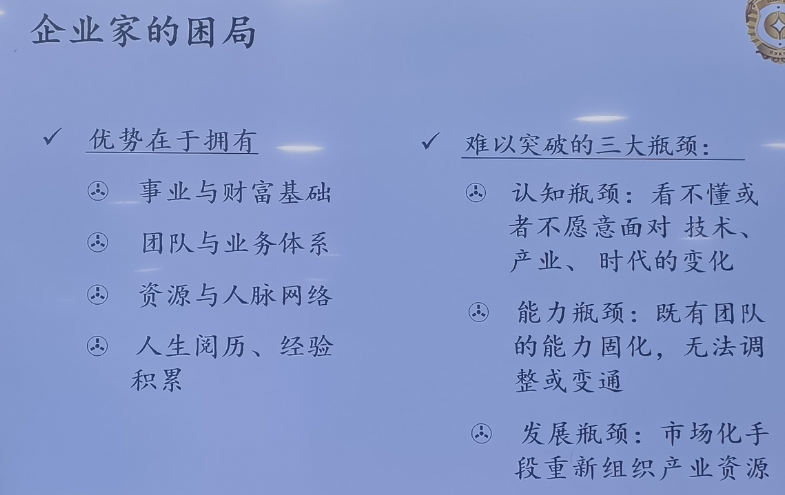 企业家的困局
✓ 优势在于拥有
事业与财富基础
团队与业务体系
资源与人脉网络
人生阅历、经验
积累
✓ 难以突破的三大瓶颈：
认知瓶颈：看不懂或
者不愿意面对 技术、
产业、 时代的变化
能力瓶颈：既有团队
的能力固化，无法调
整或变通
发展瓶颈：市场化手
段重新组织产业资源